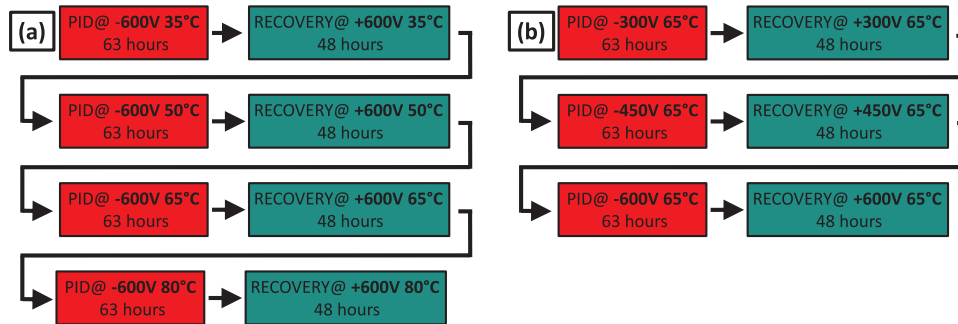 (a)
PID@ -600V 35°C
63 hours
RECOVERY@ +600V 35°C
48 hours
PID@ -600V 50°C
63 hours
RECOVERY@ +600V 50°C
48 hours
PID@ -600V 65°C
63 hours
RECOVERY@ +600V 65°C
48 hours
PID@ -600V 80°C
63 hours
RECOVERY@ +600V 80°C
48 hours
(b)
PID@ -300V 65°C
63 hours
RECOVERY@ +300V 65°C
48 hours
PID@ -450V 65°C
63 hours
RECOVERY@ +450V 65°C
48 hours
PID@ -600V 65°C
63 hours
RECOVERY@ +600V 65°C
48 hours